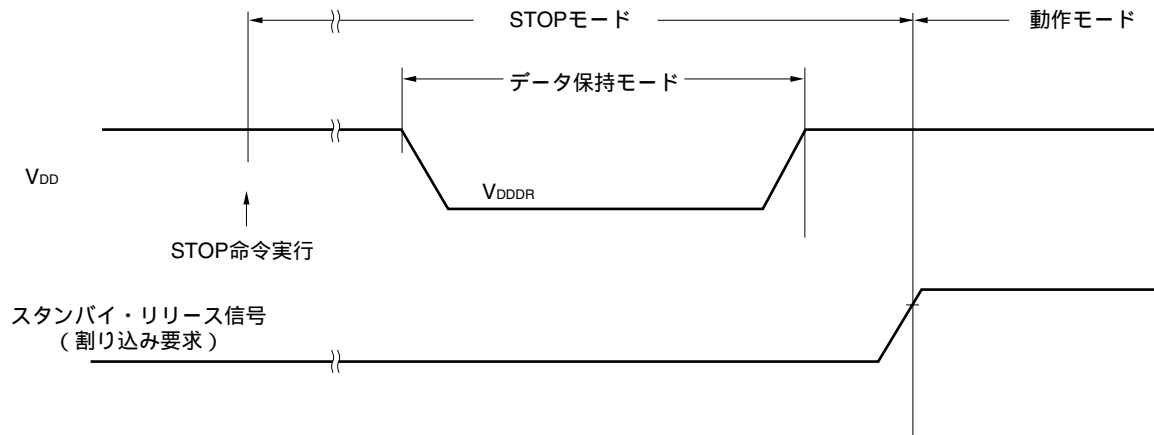 STOPモード
動作モード
データ保持モード
VDD
VDDDR
STOP命令実行
スタンバイ・リリース信号
(割り込み要求)